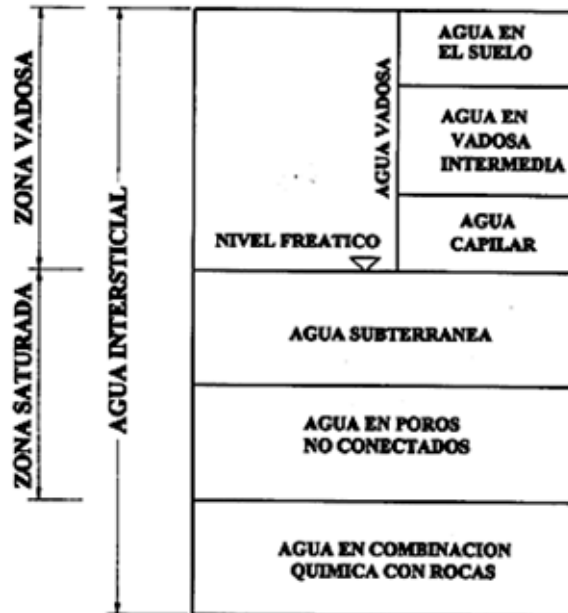 ZONA VADOSA
ZONA SATURADA
AGUA INTERSTICIAL
AGUA VADOSA
AGUA EN
EL SUELO
AGUA EN
VADOSA
INTERMEDIA
AGUA
CAPILAR
NIVEL FREATICO
AGUA SUBTERRANEA
AGUA EN POROS
NO CONECTADOS
AGUA EN COMBINACION
QUIMICA CON ROCAS